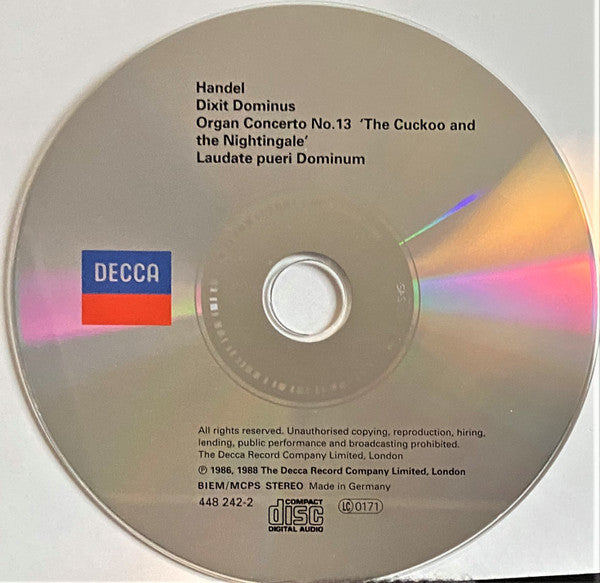 Handel
Dixit Dominus
Organ Concerto No.13 'The Cuckoo and
the Nightingale'
Laudate pueri Dominum
DECCA
All rights reserved. Unauthorised copying, reproduction, hiring,
lending, public performance and broadcasting prohibited.
The Decca Record Company Limited, London
℗ 1986, 1988 The Decca Record Company Limited, London
BIEM/MCPS STEREO Made in Germany
448 242-2
COMPACT
disc
DIGITAL AUDIO
LC 0171